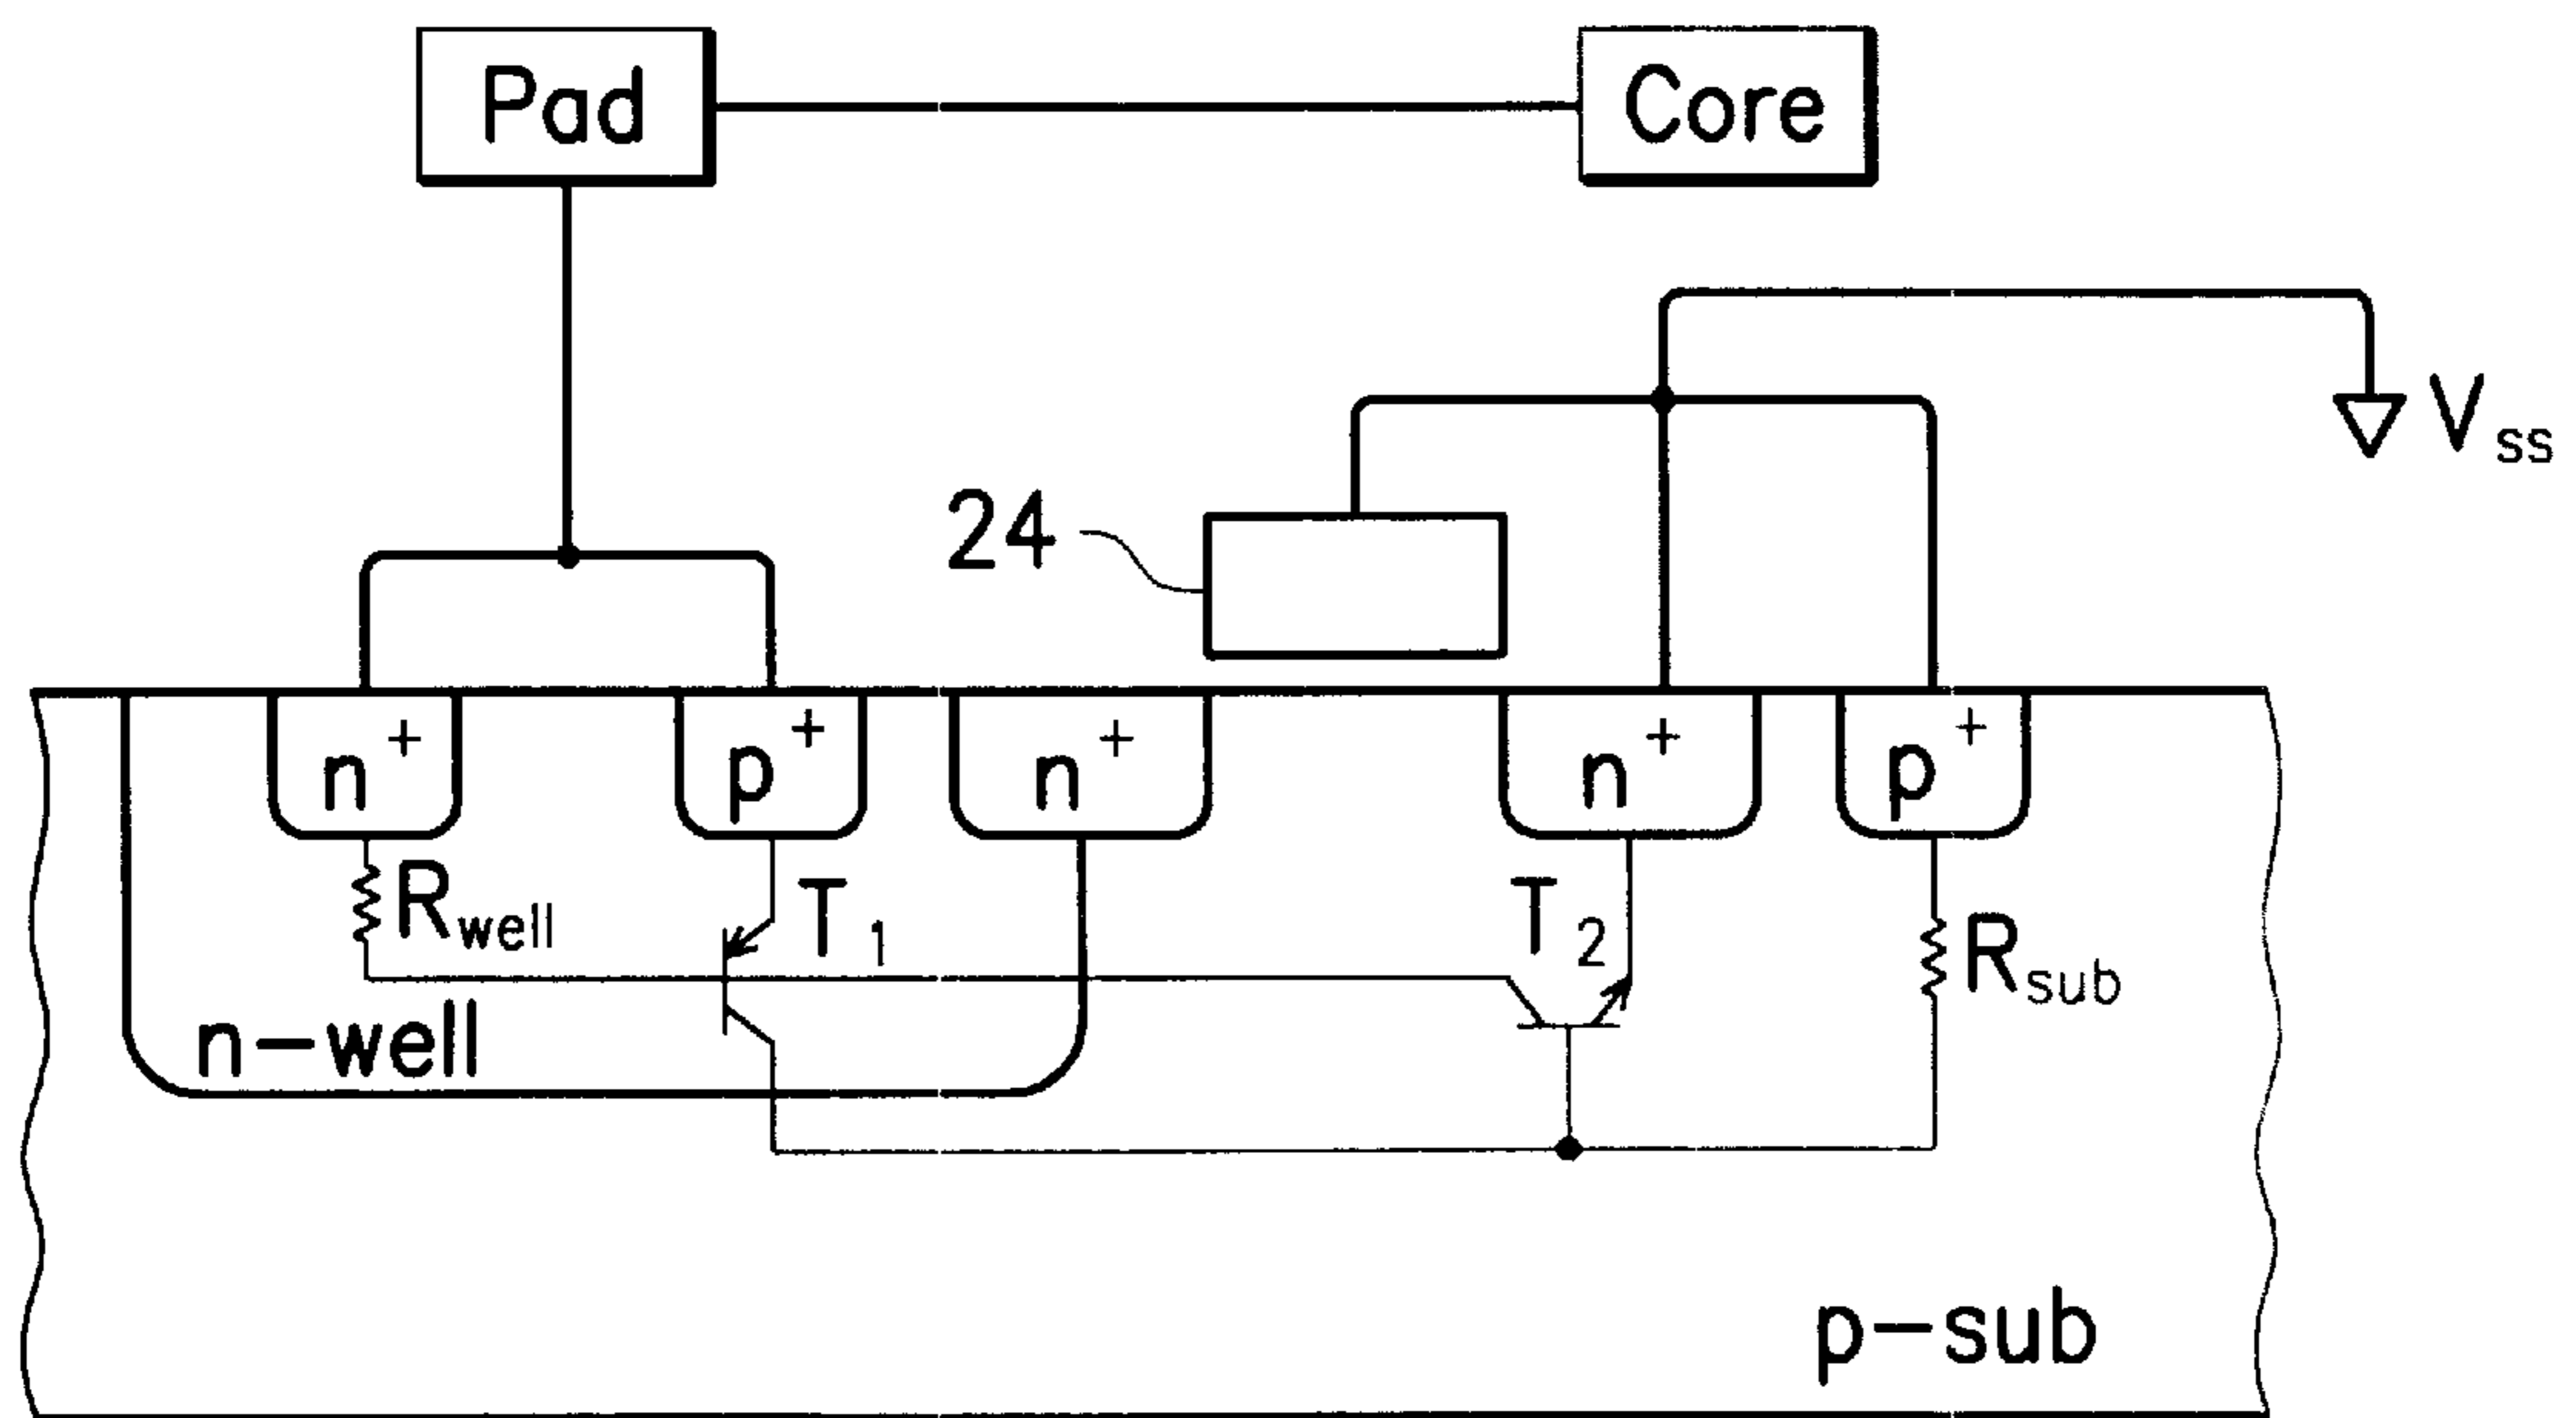 Pad
Core
Vss
24
n+
p+
n+
n+
p+
Rwell
T1
T2
Rsub
n-well
p-sub